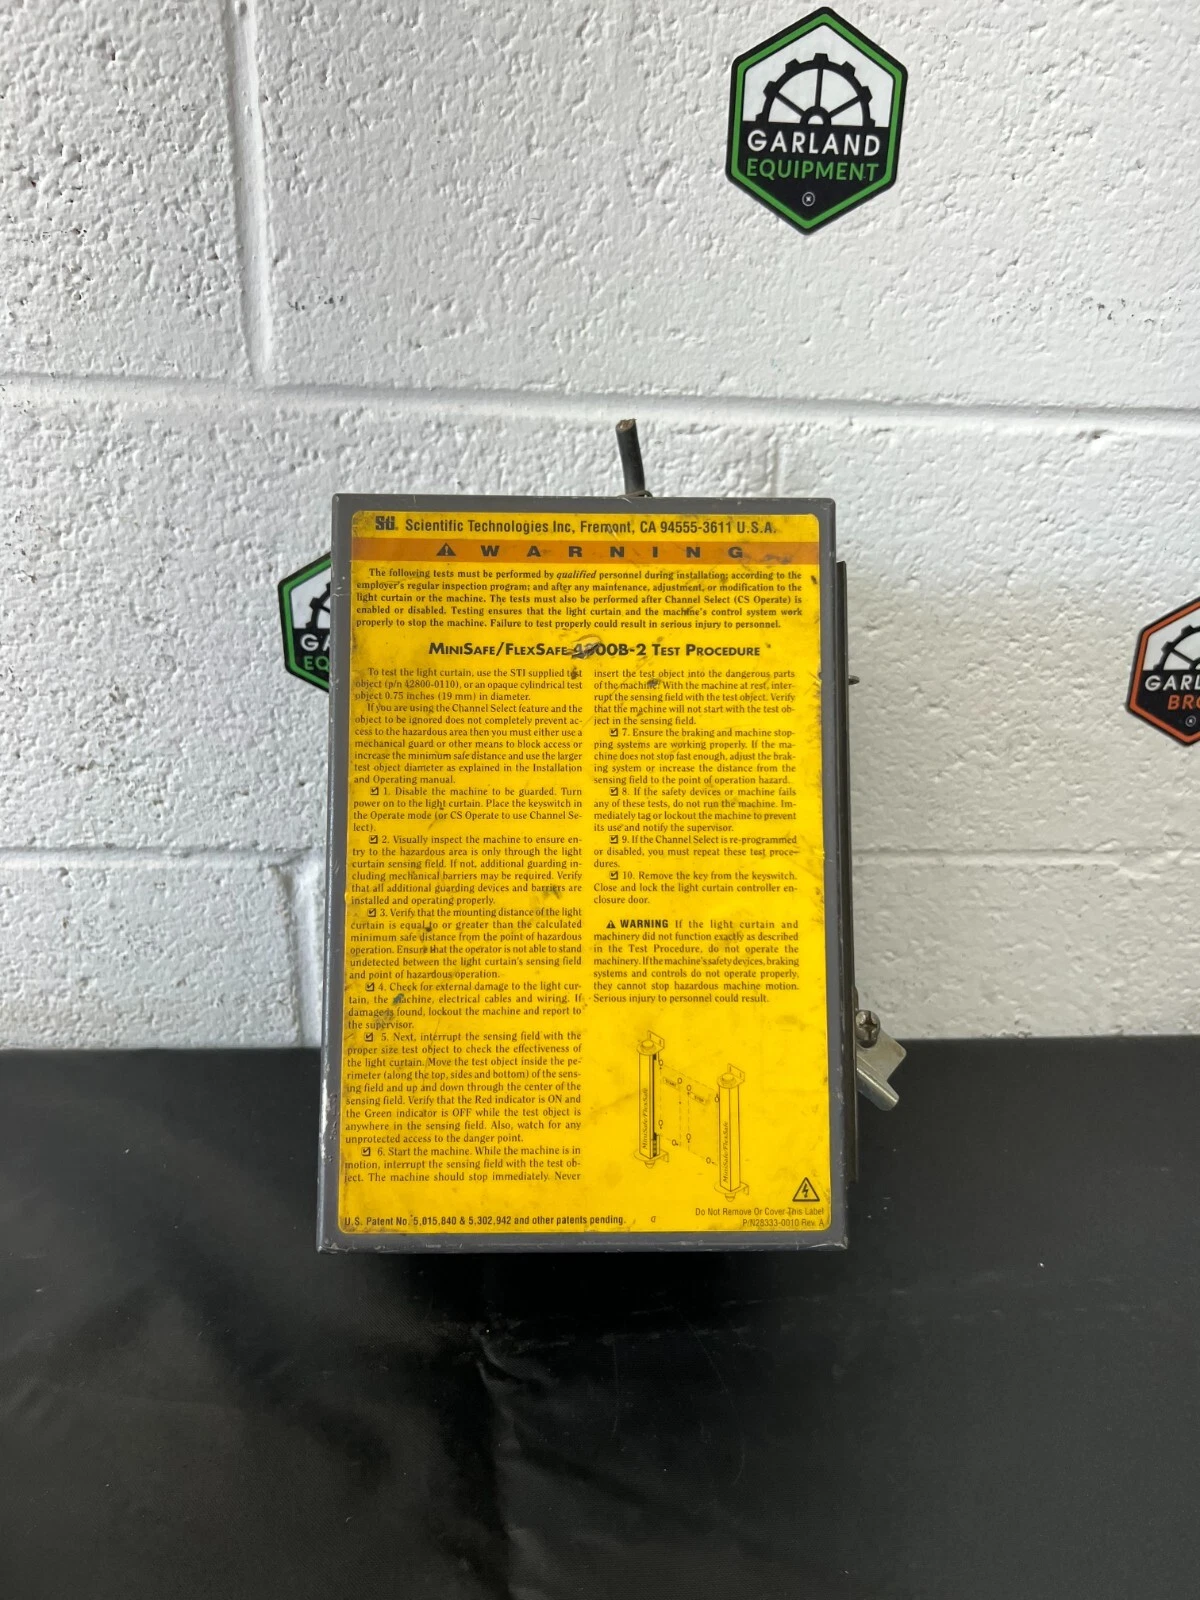 GARLAND
EQUIPMENT
GA
EQ
GARL
BRO
STI. Scientific Technologies Inc, Fremont, CA 94555-3611 U.S.A.
WARNING
The following tests must be performed by qualified personnel during installation; according to the
employer's regular inspection program; and after any maintenance, adjustment, or modification to the
light curtain or the machine. The tests must also be performed after Channel Select (CS Operate) is
enabled or disabled. Testing ensures that the light curtain and the machine's control system work
properly to stop the machine. Failure to test properly could result in serious injury to personnel.
MINISAFE/FLEXSAFE 4800B-2 TEST PROCEDURE
To test the light curtain, use the STI supplied test
object (p/n 42800-0110), or an opaque cylindrical test
object 0.75 inches (19 mm) in diameter.
If you are using the Channel Select feature and the
object to be ignored does not completely prevent ac-
cess to the hazardous area then you must either use a
mechanical guard or other means to block access or
increase the minimum safe distance and use the larger
test object diameter as explained in the Installation
and Operating manual.
☑ 1. Disable the machine to be guarded. Turn
power on to the light curtain. Place the keyswitch in
the Operate mode (or CS Operate to use Channel Se-
lect).
☑ 2. Visually inspect the machine to ensure en-
try to the hazardous area is only through the light
curtain sensing field. If not, additional guarding in-
cluding mechanical barriers may be required. Verify
that all additional guarding devices and barriers are
installed and operating properly.
☑ 3. Verify that the mounting distance of the light
curtain is equal to or greater than the calculated
minimum safe distance from the point of hazardous
operation. Ensure that the operator is not able to stand
undetected between the light curtain's sensing field
and point of hazardous operation.
☑ 4. Check for external damage to the light cur-
tain, the machine, electrical cables and wiring. If
damage is found, lockout the machine and report to
the supervisor.
☑ 5. Next, interrupt the sensing field with the
proper size test object to check the effectiveness of
the light curtain. Move the test object inside the pe-
rimeter (along the top, sides and bottom) of the sens-
ing field and up and down through the center of the
sensing field. Verify that the Red indicator is ON and
the Green indicator is OFF while the test object is
anywhere in the sensing field. Also, watch for any
unprotected access to the danger point.
☑ 6. Start the machine. While the machine is in
motion, interrupt the sensing field with the test ob-
ject. The machine should stop immediately. Never
insert the test object into the dangerous parts
of the machine. With the machine at rest, inter-
rupt the sensing field with the test object. Verify
that the machine will not start with the test ob-
ject in the sensing field.
☑ 7. Ensure the braking and machine stop-
ping systems are working properly. If the ma-
chine does not stop fast enough, adjust the brak-
ing system or increase the distance from the
sensing field to the point of operation hazard.
☑ 8. If the safety devices or machine fails
any of these tests, do not run the machine. Im-
mediately tag or lockout the machine to prevent
its use and notify the supervisor.
☑ 9. If the Channel Select is re-programmed
or disabled, you must repeat these test proce-
dures.
☑ 10. Remove the key from the keyswitch.
Close and lock the light curtain controller en-
closure door.
WARNING If the light curtain and
machinery did not function exactly as described
in the Test Procedure, do not operate the
machinery. If the machine's safety devices, braking
systems and controls do not operate properly,
they cannot stop hazardous machine motion.
Serious injury to personnel could result.
MiniSafe/FlexSafe
MiniSafe/FlexSafe
Do Not Remove Or Cover This Label
P/N28333-0010 Rev. A
U.S. Patent No. 5,015,840 & 5,302,942 and other patents pending.